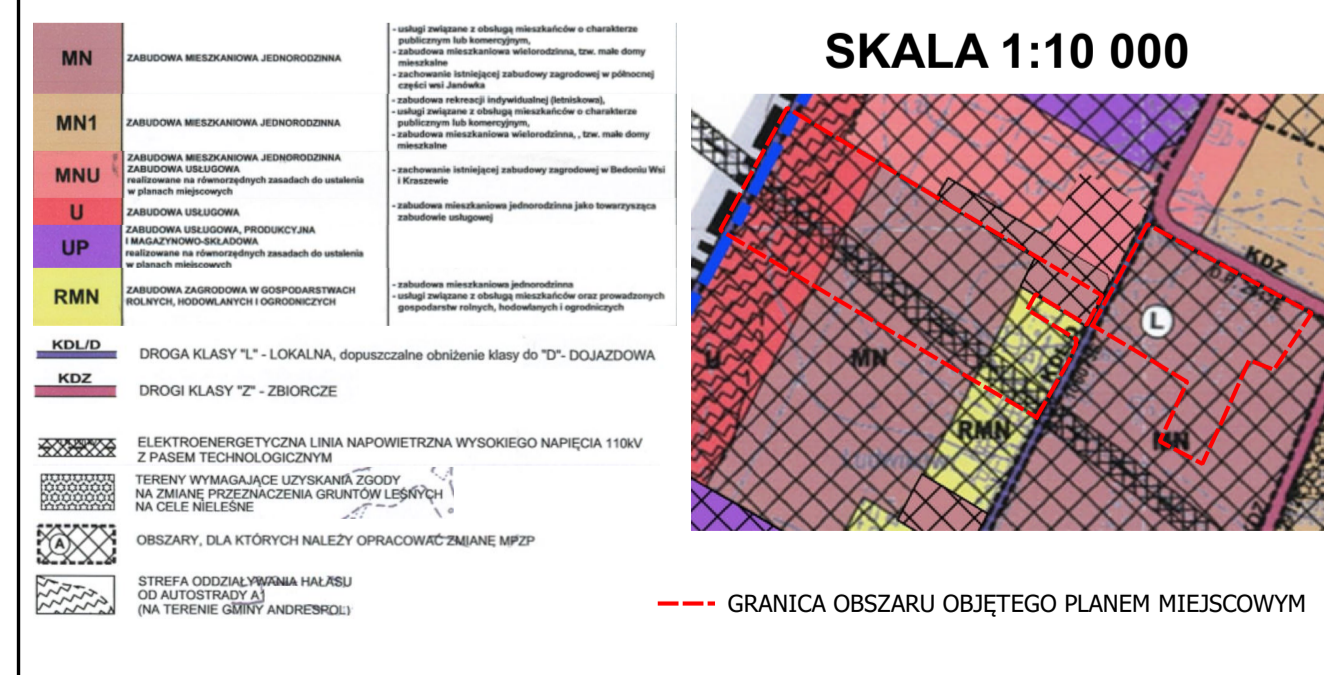 MN
ZABUDOWA MIESZKANIOWA JEDNORODZINNA
- usługi związane z obsługą mieszkańców o charakterze
publicznym lub komercyjnym,
- zabudowa mieszkaniowa wielorodzinna, tzw. małe domy
mieszkalne
- zachowanie istniejącej zabudowy zagrodowej w północnej
części wsi Janówka
MN1
ZABUDOWA MIESZKANIOWA JEDNORODZINNA
- zabudowa rekreacji indywidualnej (letniskowa),
- usługi związane z obsługą mieszkańców o charakterze
publicznym lub komercyjnym,
- zabudowa mieszkaniowa wielorodzinna, , tzw. małe domy
mieszkalne
MNU
ZABUDOWA MIESZKANIOWA JEDNORODZINNA
ZABUDOWA USŁUGOWA
realizowane na równorzędnych zasadach do ustalenia
w planach miejscowych
- zachowanie istniejącej zabudowy zagrodowej w Bedoniu Wsi
i Kraszewie
U
ZABUDOWA USŁUGOWA
- zabudowa mieszkaniowa jednorodzinna jako towarzysząca
zabudowie usługowej
UP
ZABUDOWA USŁUGOWA, PRODUKCYJNA
I MAGAZYNOWO-SKŁADOWA
realizowane na równorzędnych zasadach do ustalenia
w planach miejscowych
RMN
ZABUDOWA ZAGRODOWA W GOSPODARSTWACH
ROLNYCH, HODOWLANYCH I OGRODNICZYCH
- zabudowa mieszkaniowa jednorodzinna
- usługi związane z obsługą mieszkańców oraz prowadzonych
gospodarstw rolnych, hodowlanych i ogrodniczych
KDL/D
DROGA KLASY "L" - LOKALNA, dopuszczalne obniżenie klasy do "D"- DOJAZDOWA
KDZ
DROGI KLASY "Z" - ZBIORCZE
ELEKTROENERGETYCZNA LINIA NAPOWIETRZNA WYSOKIEGO NAPIĘCIA 110kV
Z PASEM TECHNOLOGICZNYM
TERENY WYMAGAJĄCE UZYSKANIA ZGODY
NA ZMIANĘ PRZEZNACZENIA GRUNTÓW LEŚNYCH
NA CELE NIELEŚNE
A
OBSZARY, DLA KTÓRYCH NALEŻY OPRACOWAĆ ZMIANĘ MPZP
STREFA ODDZIAŁYWANIA HAŁASU
OD AUTOSTRADY A1
(NA TERENIE GMINY ANDRESPOL)
SKALA 1:10 000
KDZ
L
U
MN
RMN
MN
KDZ
GRANICA OBSZARU OBJĘTEGO PLANEM MIEJSCOWYM